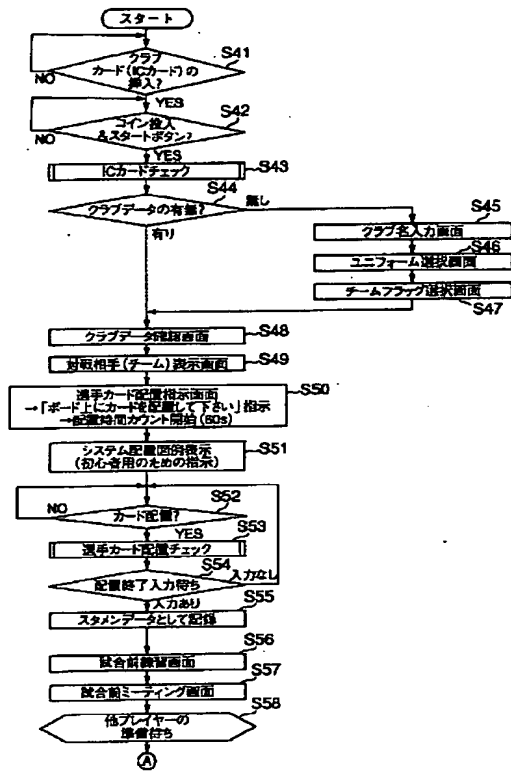 スタート
S41
クラブ
カード(ICカード)の
挿入?
NO
YES
S42
コイン投入
&スタートボタン?
NO
YES
S43
ICカードチェック
S44
クラブデータの有無?
無し
有り
S45
クラブ名入力画面
S46
ユニフォーム選択画面
S47
チームフラッグ選択画面
S48
クラブデータ確認画面
S49
対戦相手(チーム)表示画面
S50
選手カード配置指示画面
→「ボード上にカードを配置して下さい」指示
→配置時間カウント開始(60s)
S51
システム配置図例表示
(初心者用のための指示)
S52
NO
カード配置?
YES
S53
選手カード配置チェック
S54
配置終了入力待ち
入力なし
入力あり
S55
スタメンデータとして記録
S56
試合前練習画面
S57
試合前ミーティング画面
S58
他プレイヤーの
準備待ち
A